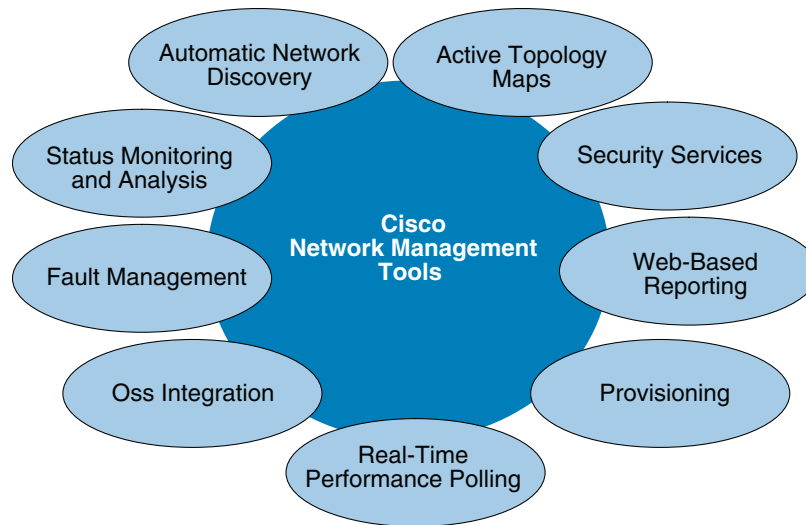 Automatic Network
Discovery
Active Topology
Maps
Status Monitoring
and Analysis
Security Services
Cisco
Network Management
Tools
Fault Management
Web-Based
Reporting
Oss Integration
Provisioning
Real-Time
Performance Polling